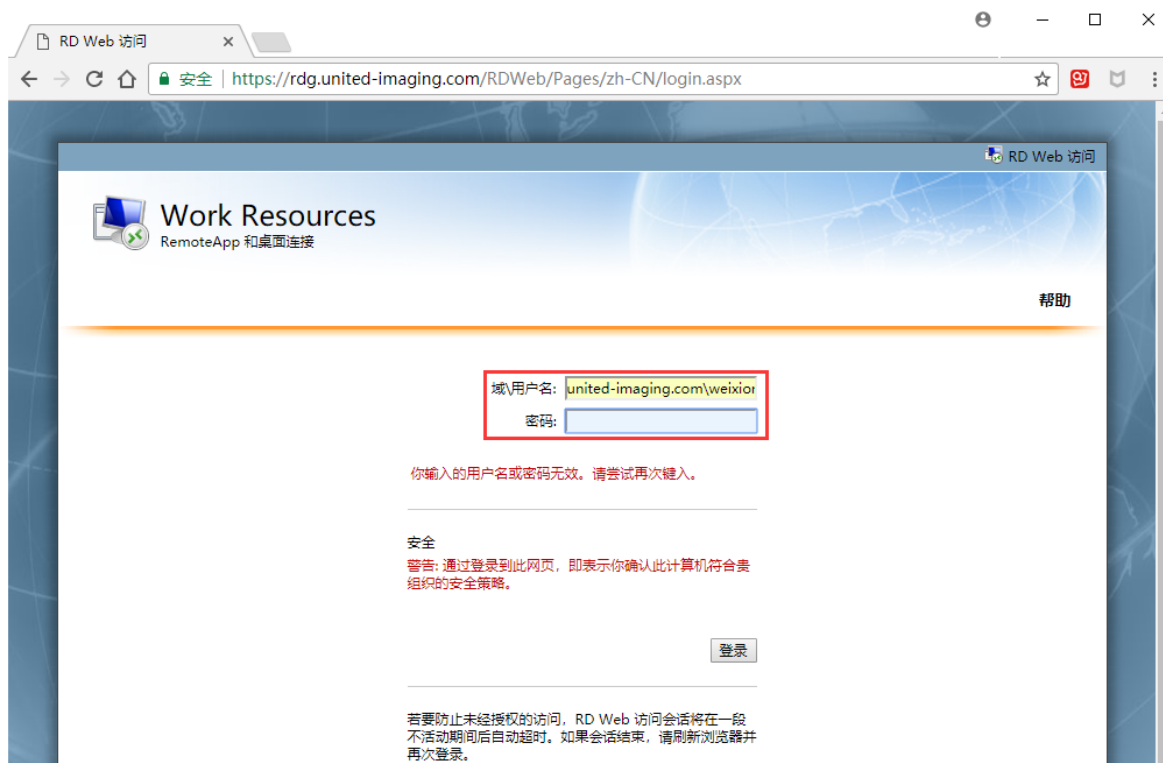 RD Web 访问
安全 | https://rdg.united-imaging.com/RDWeb/Pages/zh-CN/login.aspx
RD Web 访问
Work Resources
RemoteApp 和桌面连接
帮助
域\用户名: united-imaging.com\weixior
密码:
你输入的用户名或密码无效。请尝试再次键入。
安全
警告: 通过登录到此网页，即表示你确认此计算机符合贵
组织的安全策略。
登录
若要防止未经授权的访问，RD Web 访问会话将在一段
不活动期间后自动超时。如果会话结束，请刷新浏览器并
再次登录。